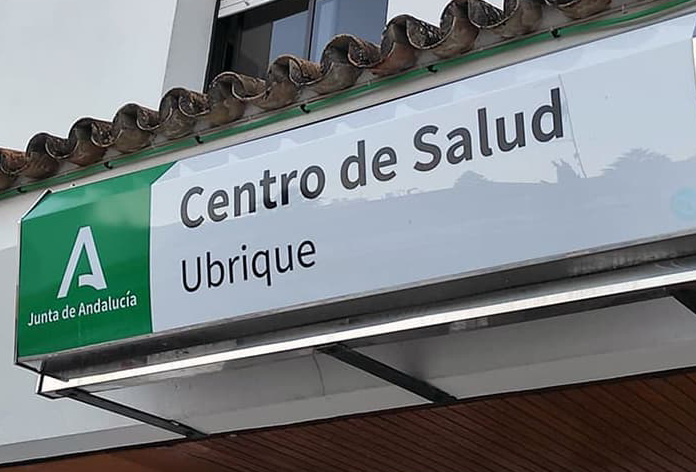 Centro de Salud
Ubrique
Junta de Andalucía